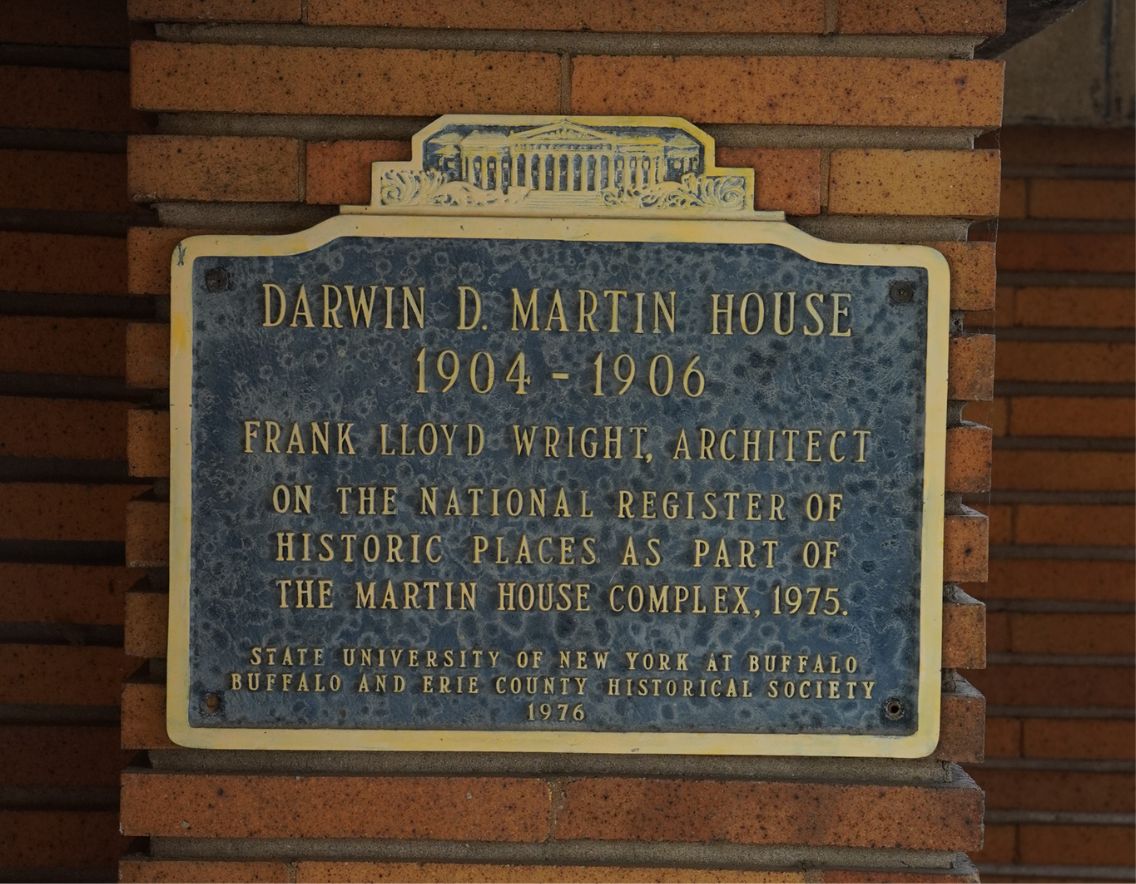 DARWIN D. MARTIN HOUSE
1904 - 1906
FRANK LLOYD WRIGHT, ARCHITECT
ON THE NATIONAL REGISTER OF
HISTORIC PLACES AS PART OF
THE MARTIN HOUSE COMPLEX, 1975.
STATE UNIVERSITY OF NEW YORK AT BUFFALO
BUFFALO AND ERIE COUNTY HISTORICAL SOCIETY
1976